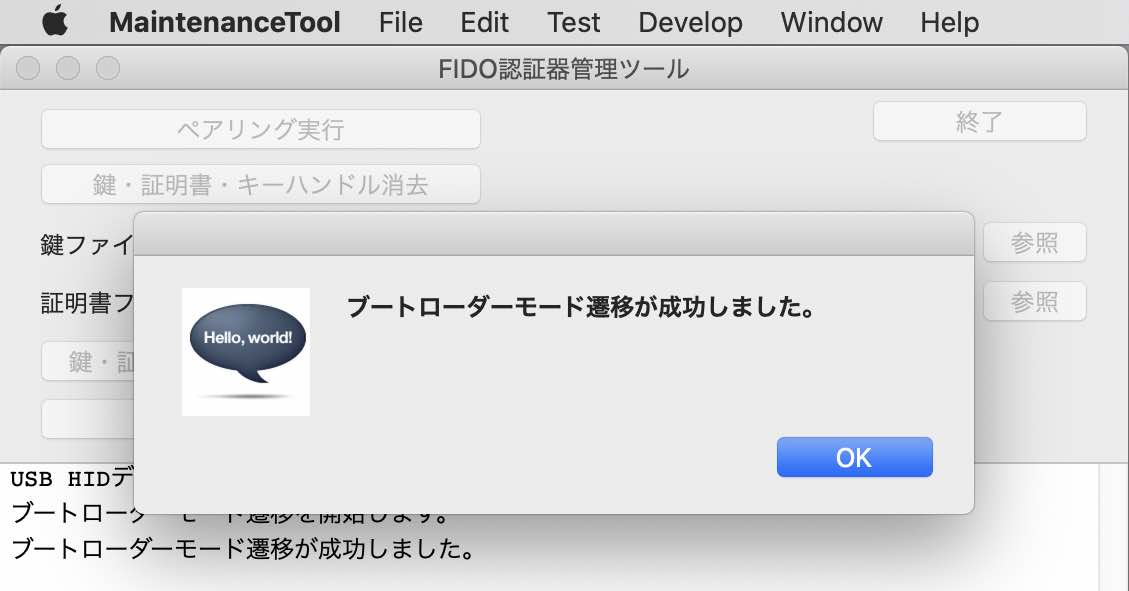 MaintenanceTool File Edit Test Develop Window Help
FIDO認証器管理ツール
ペアリング実行
終了
鍵・証明書・キーハンドル消去
鍵ファイ
参照
証明書フ
参照
鍵・証
ブートローダーモード遷移が成功しました。
Hello, world!
OK
USB HIDデ
ブートローダーモード遷移を開始します。
ブートローダーモード遷移が成功しました。